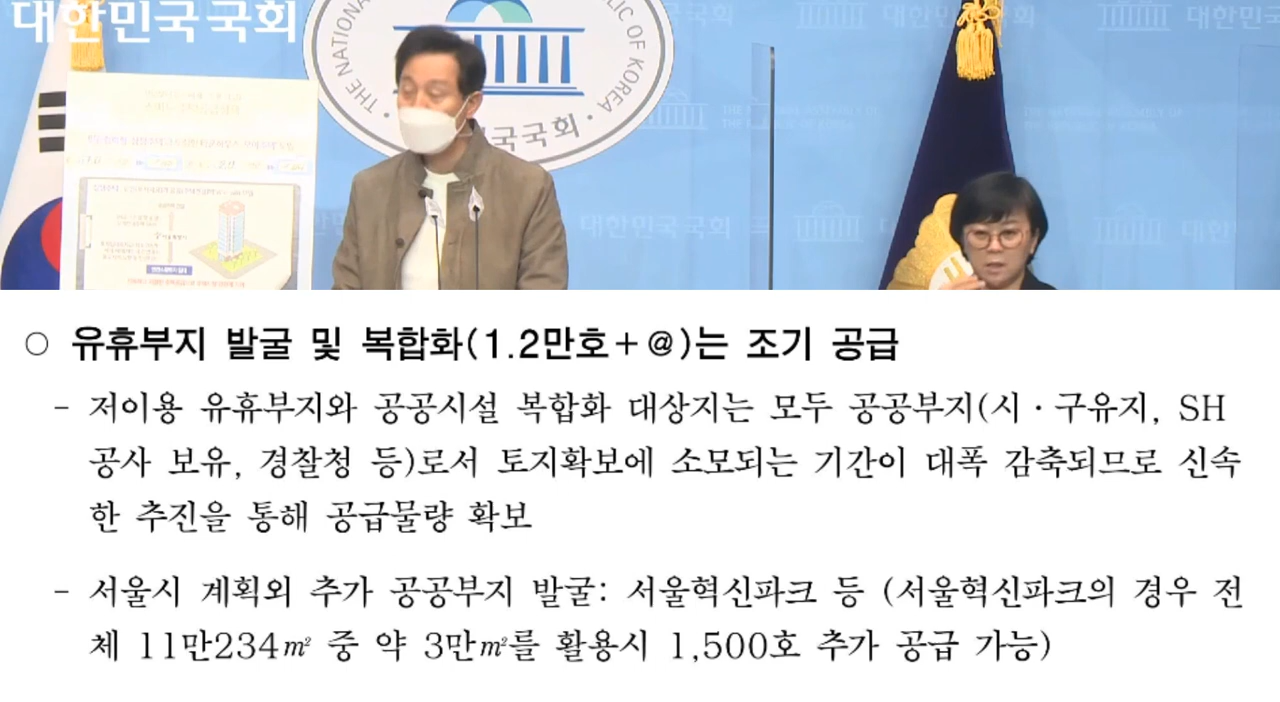 대한민국 국회
THE NATIONAL
PUBLIC OF KOREA
국국회
대한민국 국회
○ 유휴부지 발굴 및 복합화(1.2만호+@)는 조기 공급
- 저이용 유휴부지와 공공시설 복합화 대상지는 모두 공공부지(시·구유지, SH
공사 보유, 경찰청 등)로서 토지확보에 소모되는 기간이 대폭 감축되므로 신속
한 추진을 통해 공급물량 확보
- 서울시 계획외 추가 공공부지 발굴: 서울혁신파크 등 (서울혁신파크의 경우 전
체 11만234㎡ 중 약 3만㎡를 활용시 1,500호 추가 공급 가능)